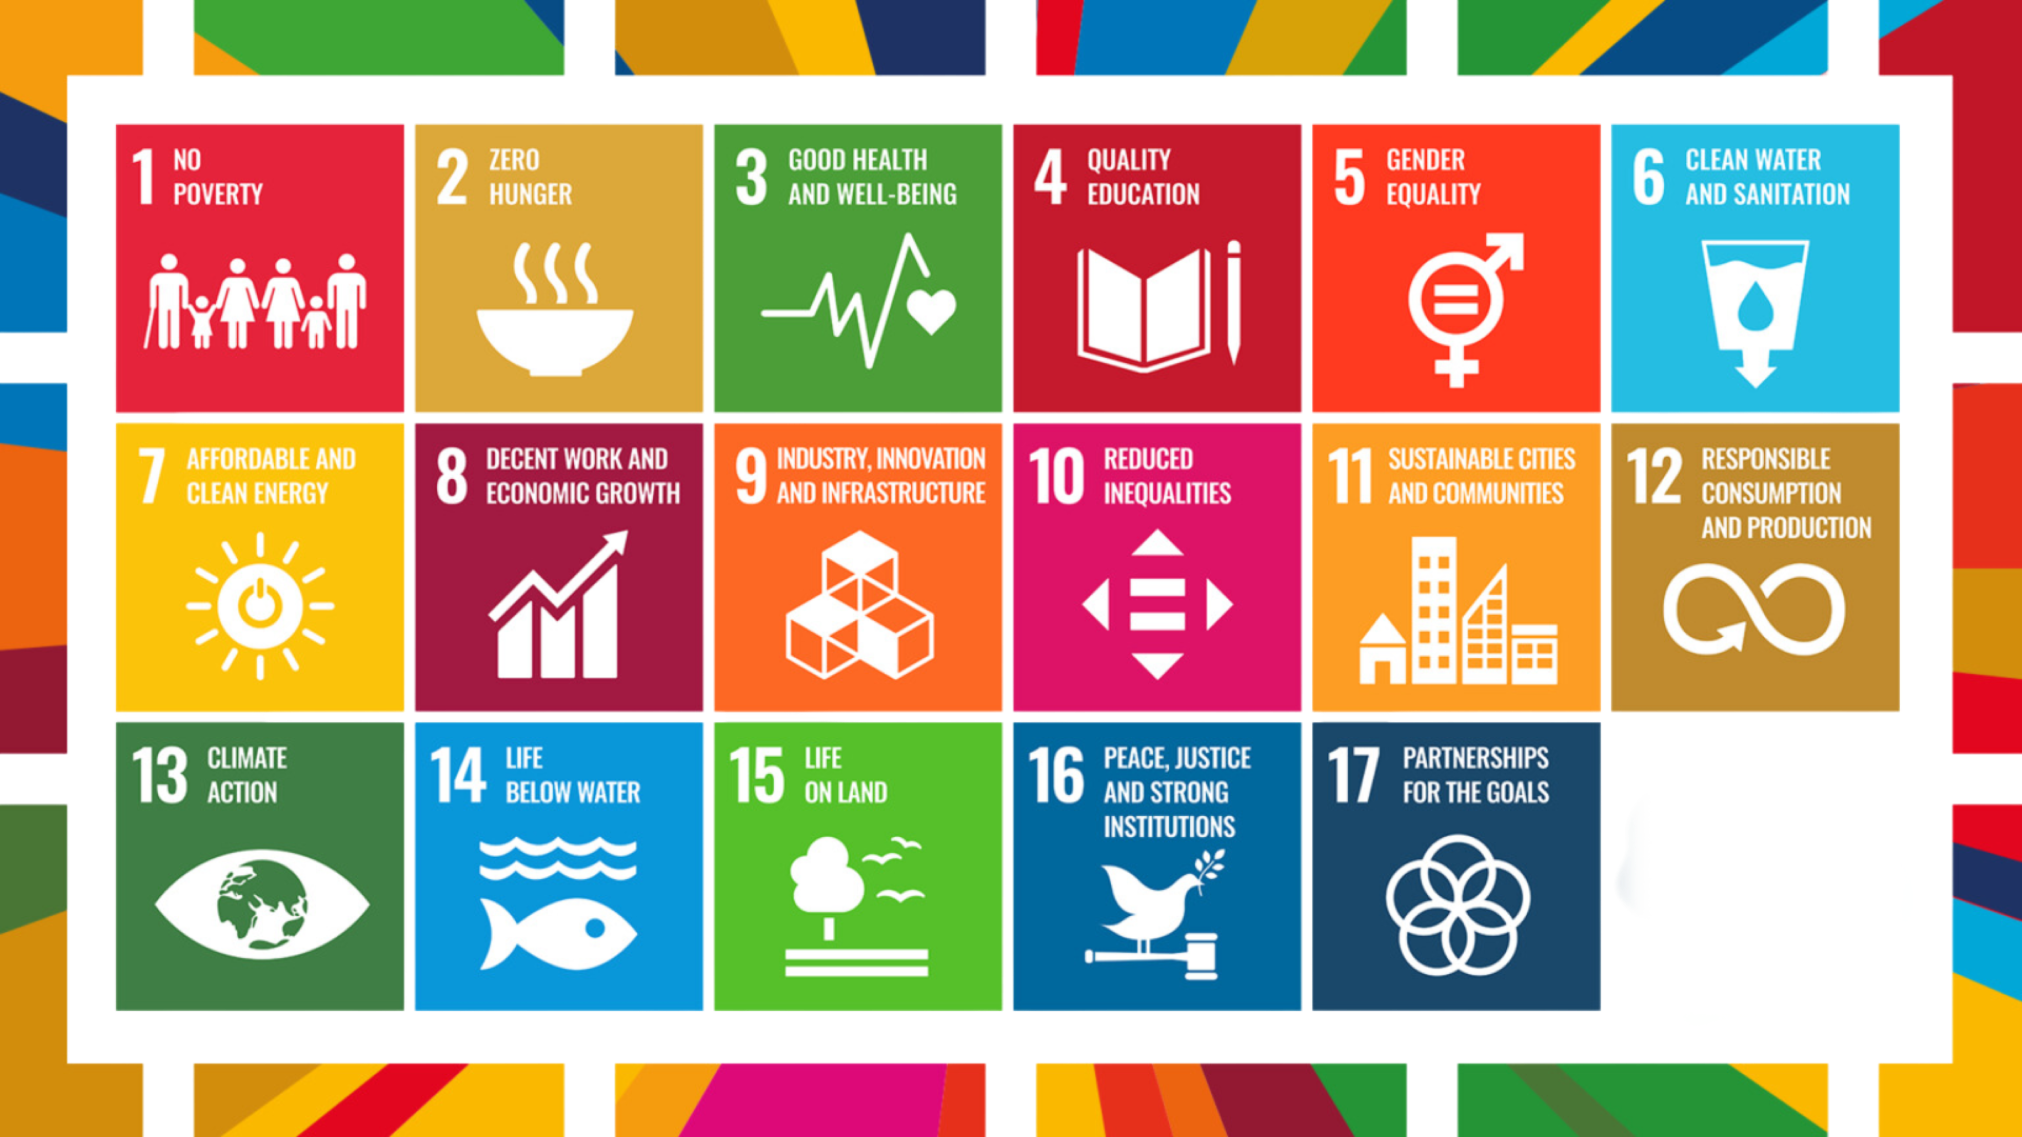 1 NO
POVERTY
2 ZERO
HUNGER
3 GOOD HEALTH
AND WELL-BEING
4 QUALITY
EDUCATION
5 GENDER
EQUALITY
6 CLEAN WATER
AND SANITATION
7 AFFORDABLE AND
CLEAN ENERGY
8 DECENT WORK AND
ECONOMIC GROWTH
9 INDUSTRY, INNOVATION
AND INFRASTRUCTURE
10 REDUCED
INEQUALITIES
11 SUSTAINABLE CITIES
AND COMMUNITIES
12 RESPONSIBLE
CONSUMPTION
AND PRODUCTION
13 CLIMATE
ACTION
14 LIFE
BELOW WATER
15 LIFE
ON LAND
16 PEACE, JUSTICE
AND STRONG
INSTITUTIONS
17 PARTNERSHIPS
FOR THE GOALS